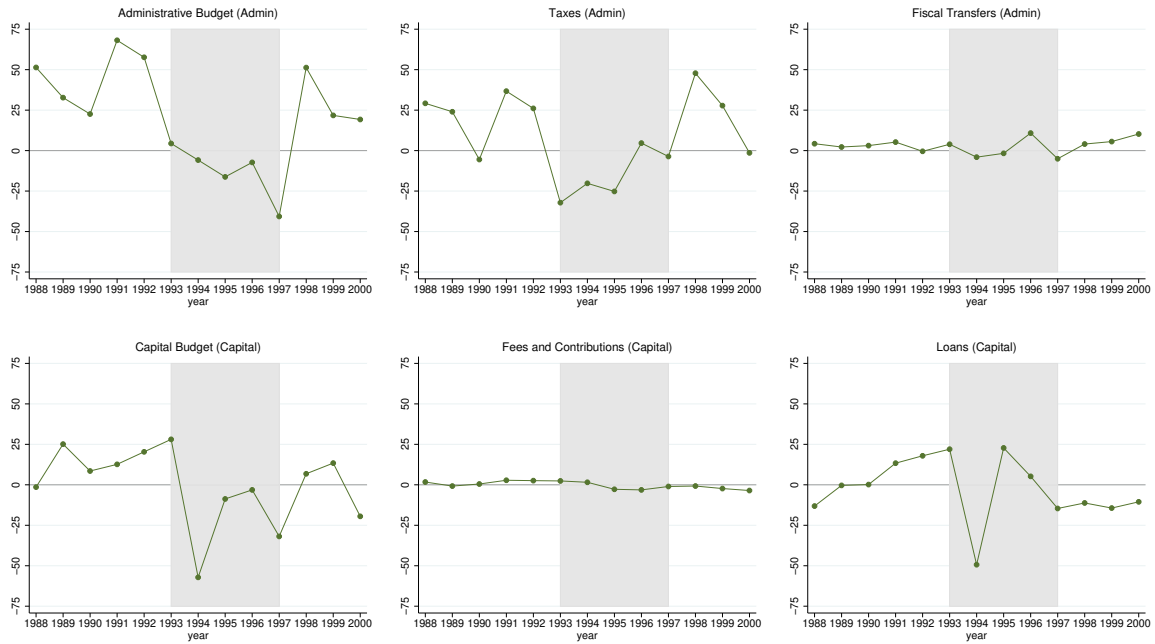 Administrative Budget (Admin)
75
50
25
0
−25
−50
−75
1988 1989 1990 1991 1992 1993 1994 1995 1996 1997 1998 1999 2000
year
Taxes (Admin)
75
50
25
0
−25
−50
−75
1988 1989 1990 1991 1992 1993 1994 1995 1996 1997 1998 1999 2000
year
Fiscal Transfers (Admin)
75
50
25
0
−25
−50
−75
1988 1989 1990 1991 1992 1993 1994 1995 1996 1997 1998 1999 2000
year
Capital Budget (Capital)
75
50
25
0
−25
−50
−75
1988 1989 1990 1991 1992 1993 1994 1995 1996 1997 1998 1999 2000
year
Fees and Contributions (Capital)
75
50
25
0
−25
−50
−75
1988 1989 1990 1991 1992 1993 1994 1995 1996 1997 1998 1999 2000
year
Loans (Capital)
75
50
25
0
−25
−50
−75
1988 1989 1990 1991 1992 1993 1994 1995 1996 1997 1998 1999 2000
year